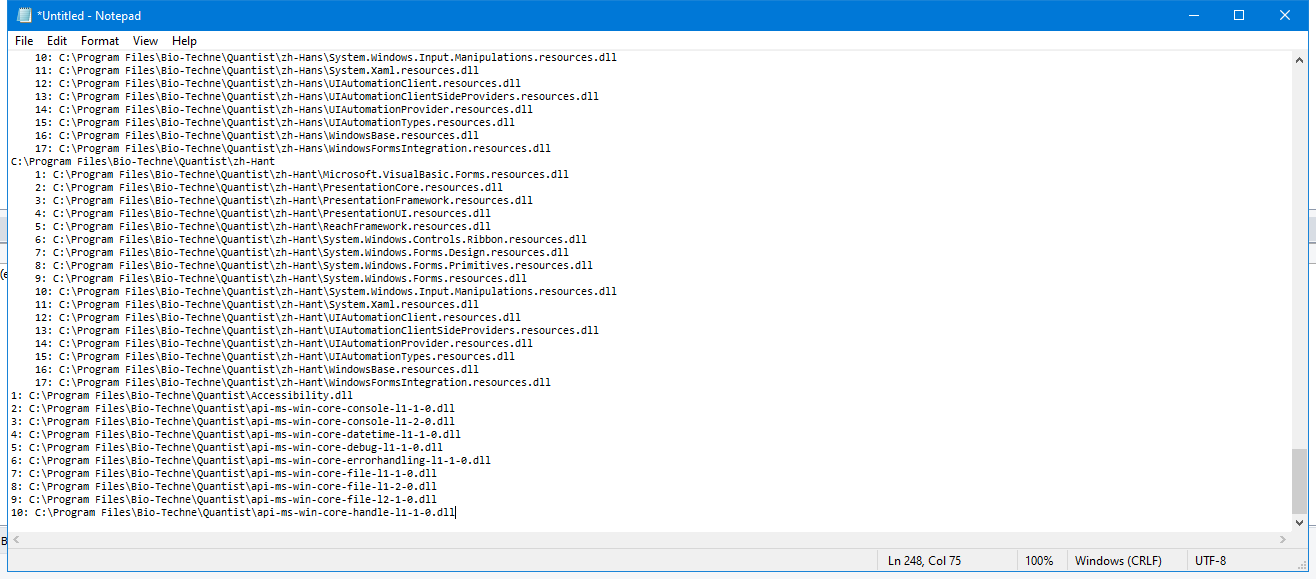 *Untitled - Notepad
File Edit Format View Help
10: C:\Program Files\Bio-Techne\Quantist\zh-Hans\System.Windows.Input.Manipulations.resources.dll
11: C:\Program Files\Bio-Techne\Quantist\zh-Hans\System.Xaml.resources.dll
12: C:\Program Files\Bio-Techne\Quantist\zh-Hans\UIAutomationClient.resources.dll
13: C:\Program Files\Bio-Techne\Quantist\zh-Hans\UIAutomationClientSideProviders.resources.dll
14: C:\Program Files\Bio-Techne\Quantist\zh-Hans\UIAutomationProvider.resources.dll
15: C:\Program Files\Bio-Techne\Quantist\zh-Hans\UIAutomationTypes.resources.dll
16: C:\Program Files\Bio-Techne\Quantist\zh-Hans\WindowsBase.resources.dll
17: C:\Program Files\Bio-Techne\Quantist\zh-Hans\WindowsFormsIntegration.resources.dll
C:\Program Files\Bio-Techne\Quantist\zh-Hant
1: C:\Program Files\Bio-Techne\Quantist\zh-Hant\Microsoft.VisualBasic.Forms.resources.dll
2: C:\Program Files\Bio-Techne\Quantist\zh-Hant\PresentationCore.resources.dll
3: C:\Program Files\Bio-Techne\Quantist\zh-Hant\PresentationFramework.resources.dll
4: C:\Program Files\Bio-Techne\Quantist\zh-Hant\PresentationUI.resources.dll
5: C:\Program Files\Bio-Techne\Quantist\zh-Hant\ReachFramework.resources.dll
6: C:\Program Files\Bio-Techne\Quantist\zh-Hant\System.Windows.Controls.Ribbon.resources.dll
7: C:\Program Files\Bio-Techne\Quantist\zh-Hant\System.Windows.Forms.Design.resources.dll
8: C:\Program Files\Bio-Techne\Quantist\zh-Hant\System.Windows.Forms.Primitives.resources.dll
9: C:\Program Files\Bio-Techne\Quantist\zh-Hant\System.Windows.Forms.resources.dll
10: C:\Program Files\Bio-Techne\Quantist\zh-Hant\System.Windows.Input.Manipulations.resources.dll
11: C:\Program Files\Bio-Techne\Quantist\zh-Hant\System.Xaml.resources.dll
12: C:\Program Files\Bio-Techne\Quantist\zh-Hant\UIAutomationClient.resources.dll
13: C:\Program Files\Bio-Techne\Quantist\zh-Hant\UIAutomationClientSideProviders.resources.dll
14: C:\Program Files\Bio-Techne\Quantist\zh-Hant\UIAutomationProvider.resources.dll
15: C:\Program Files\Bio-Techne\Quantist\zh-Hant\UIAutomationTypes.resources.dll
16: C:\Program Files\Bio-Techne\Quantist\zh-Hant\WindowsBase.resources.dll
17: C:\Program Files\Bio-Techne\Quantist\zh-Hant\WindowsFormsIntegration.resources.dll
1: C:\Program Files\Bio-Techne\Quantist\Accessibility.dll
2: C:\Program Files\Bio-Techne\Quantist\api-ms-win-core-console-l1-1-0.dll
3: C:\Program Files\Bio-Techne\Quantist\api-ms-win-core-console-l1-2-0.dll
4: C:\Program Files\Bio-Techne\Quantist\api-ms-win-core-datetime-l1-1-0.dll
5: C:\Program Files\Bio-Techne\Quantist\api-ms-win-core-debug-l1-1-0.dll
6: C:\Program Files\Bio-Techne\Quantist\api-ms-win-core-errorhandling-l1-1-0.dll
7: C:\Program Files\Bio-Techne\Quantist\api-ms-win-core-file-l1-1-0.dll
8: C:\Program Files\Bio-Techne\Quantist\api-ms-win-core-file-l1-2-0.dll
9: C:\Program Files\Bio-Techne\Quantist\api-ms-win-core-file-l2-1-0.dll
10: C:\Program Files\Bio-Techne\Quantist\api-ms-win-core-handle-l1-1-0.dll
Ln 248, Col 75 100% Windows (CRLF) UTF-8